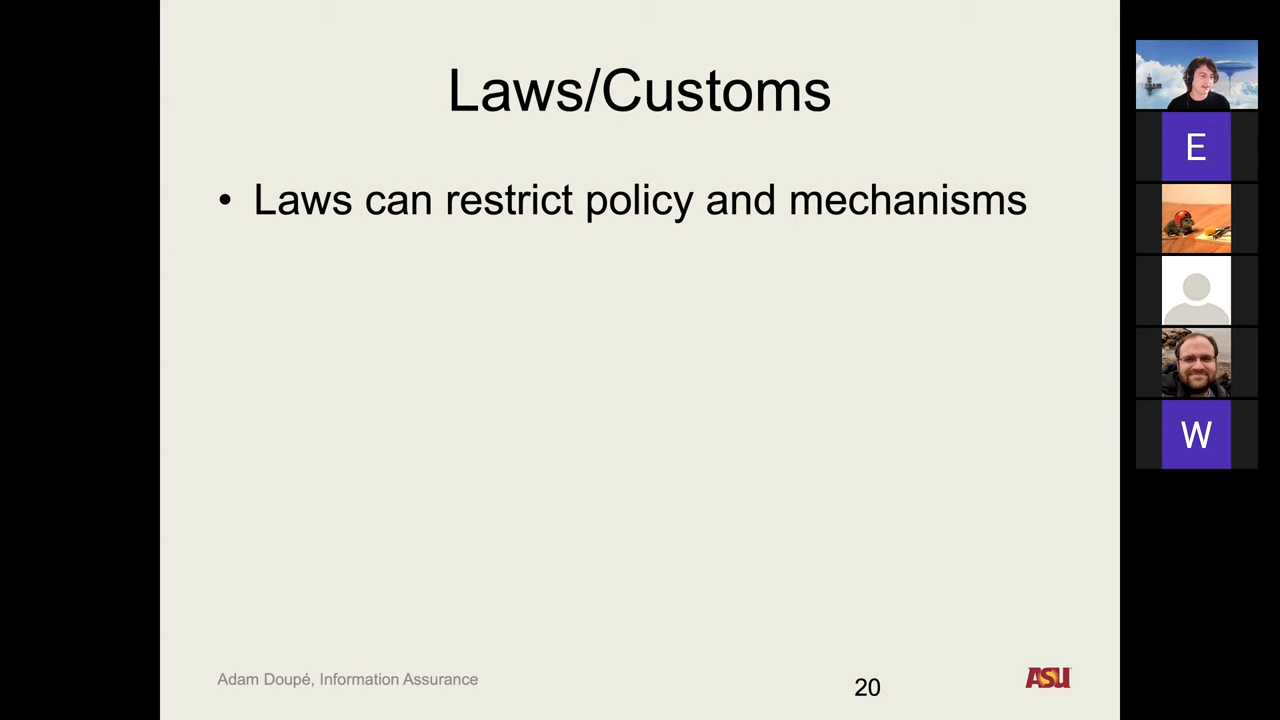 Laws/Customs
• Laws can restrict policy and mechanisms
E
W
Adam Doupé, Information Assurance
20
ASU